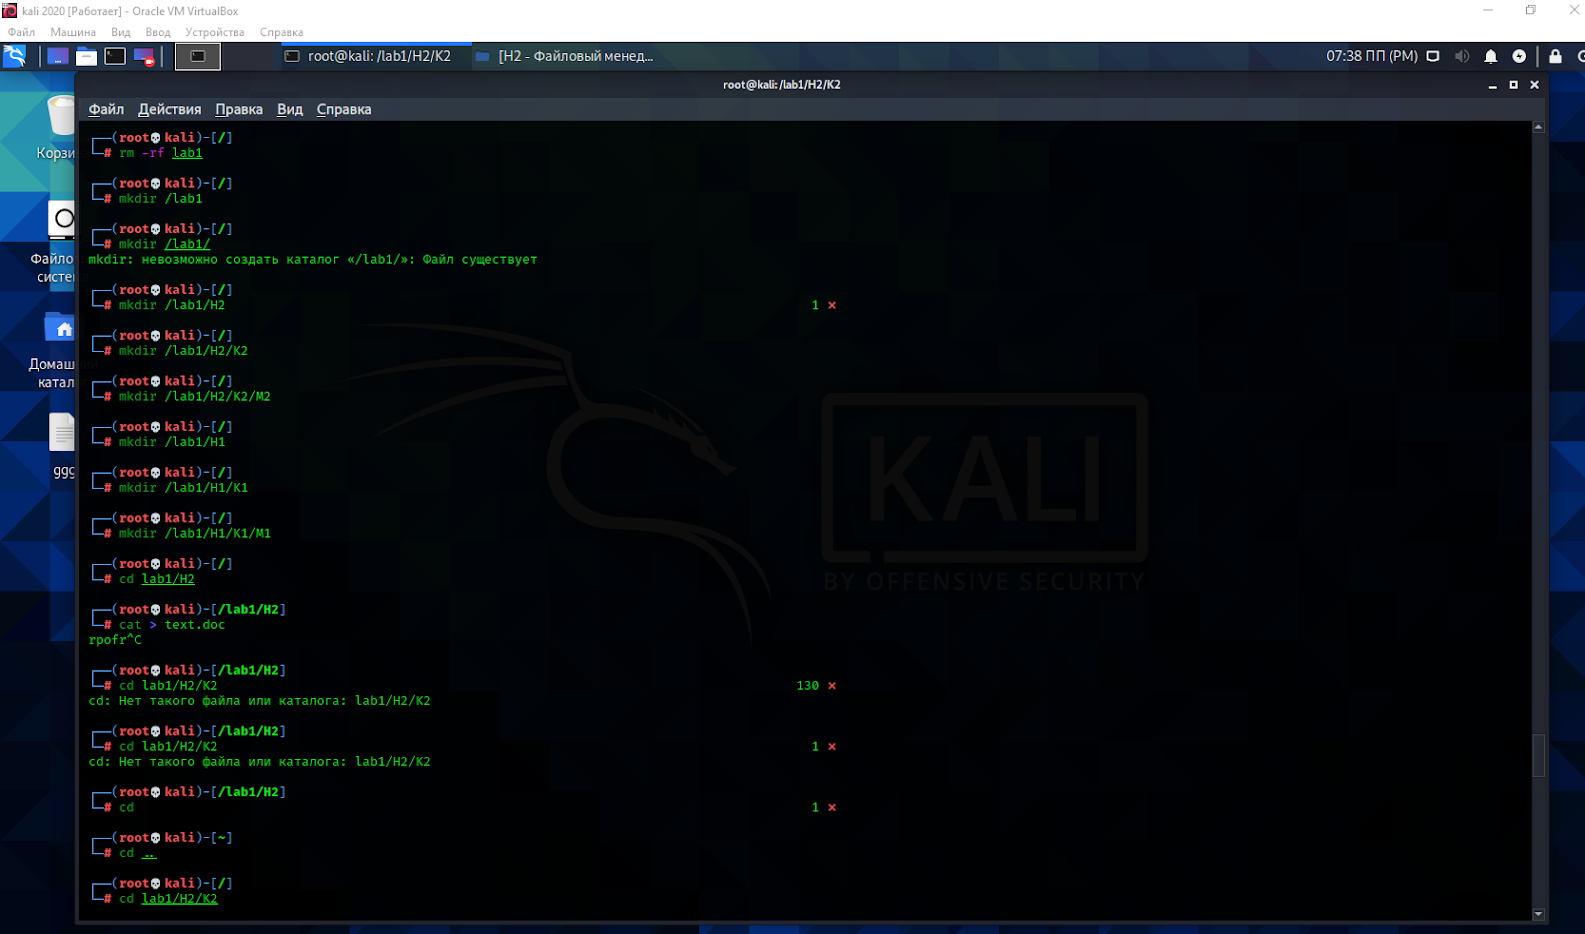 kali 2020 [Работает] - Oracle VM VirtualBox
Файл Машина Вид Ввод Устройства Справка
root@kali: /lab1/H2/K2 [H2 - Файловый менед... 07:38 ПП (PM)
root@kali: /lab1/H2/K2
Файл Действия Правка Вид Справка
Корзи
Файло
систе
Домаш
катал
ggg
(root💀kali)-[/]
# rm -rf lab1
(root💀kali)-[/]
# mkdir /lab1
(root💀kali)-[/]
# mkdir /lab1/
mkdir: невозможно создать каталог «/lab1/»: Файл существует
(root💀kali)-[/]
# mkdir /lab1/H2 1 ⨯
(root💀kali)-[/]
# mkdir /lab1/H2/K2
(root💀kali)-[/]
# mkdir /lab1/H2/K2/M2
(root💀kali)-[/]
# mkdir /lab1/H1
(root💀kali)-[/]
# mkdir /lab1/H1/K1
(root💀kali)-[/]
# mkdir /lab1/H1/K1/M1
(root💀kali)-[/]
# cd lab1/H2
(root💀kali)-[/lab1/H2]
# cat > text.doc
rpofr^C
(root💀kali)-[/lab1/H2]
# cd lab1/H2/K2 130 ⨯
cd: Нет такого файла или каталога: lab1/H2/K2
(root💀kali)-[/lab1/H2]
# cd lab1/H2/K2 1 ⨯
cd: Нет такого файла или каталога: lab1/H2/K2
(root💀kali)-[/lab1/H2]
# cd 1 ⨯
(root💀kali)-[~]
# cd ..
(root💀kali)-[/]
# cd lab1/H2/K2
KALI
BY OFFENSIVE SECURITY